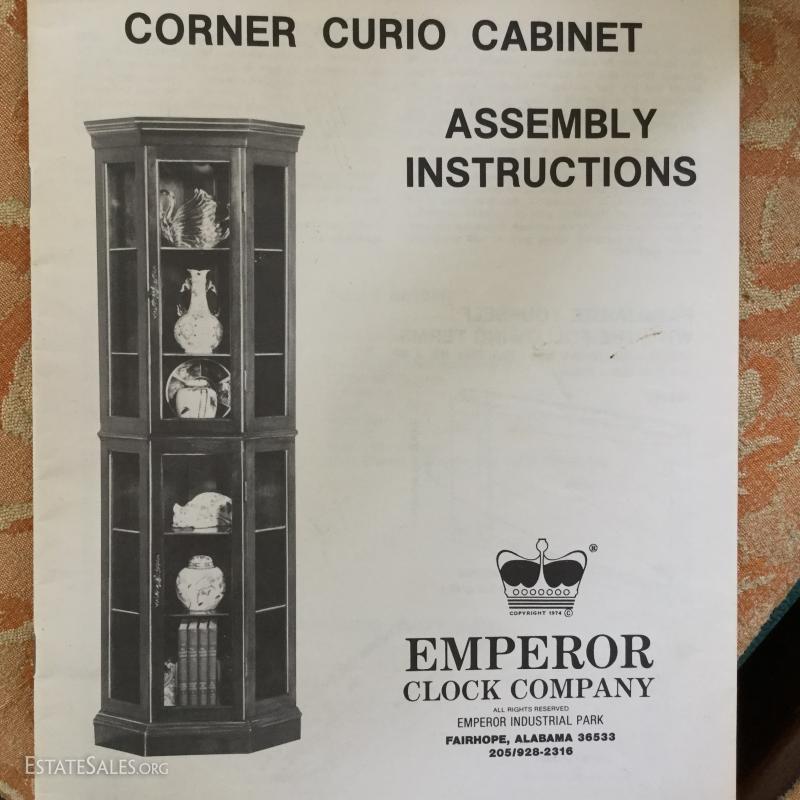 CORNER CURIO CABINET
ASSEMBLY
INSTRUCTIONS
®
COPYRIGHT 1974 ©
EMPEROR
CLOCK COMPANY
ALL RIGHTS RESERVED
EMPEROR INDUSTRIAL PARK
FAIRHOPE, ALABAMA 36533
205/928-2316
ESTATESALES.ORG